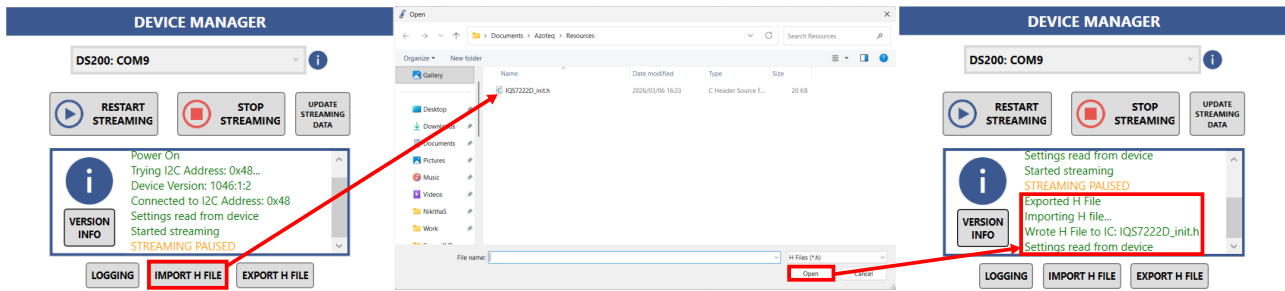 DEVICE MANAGER
DS200: COM9
i
RESTART
STREAMING
STOP
STREAMING
UPDATE
STREAMING
DATA
i
VERSION
INFO
Power On
Trying I2C Address: 0x48...
Device Version: 1046:1:2
Connected to I2C Address: 0x48
Settings read from device
Started streaming
STREAMING PAUSED
LOGGING
IMPORT H FILE
EXPORT H FILE
Open
Documents > Azoteq > Resources
Search Resources
Organize
New folder
Gallery
Desktop
Downloads
Documents
Pictures
Music
Videos
NikithaS
Work
Name
Date modified
Type
Size
IQS7222D_init.h
2026/03/06 16:23
C Header Source F...
20 KB
File name:
H Files (*.h)
Open
Cancel
DEVICE MANAGER
DS200: COM9
i
RESTART
STREAMING
STOP
STREAMING
UPDATE
STREAMING
DATA
i
VERSION
INFO
Settings read from device
Started streaming
STREAMING PAUSED
Exported H File
Importing H file...
Wrote H File to IC: IQS7222D_init.h
Settings read from device
LOGGING
IMPORT H FILE
EXPORT H FILE